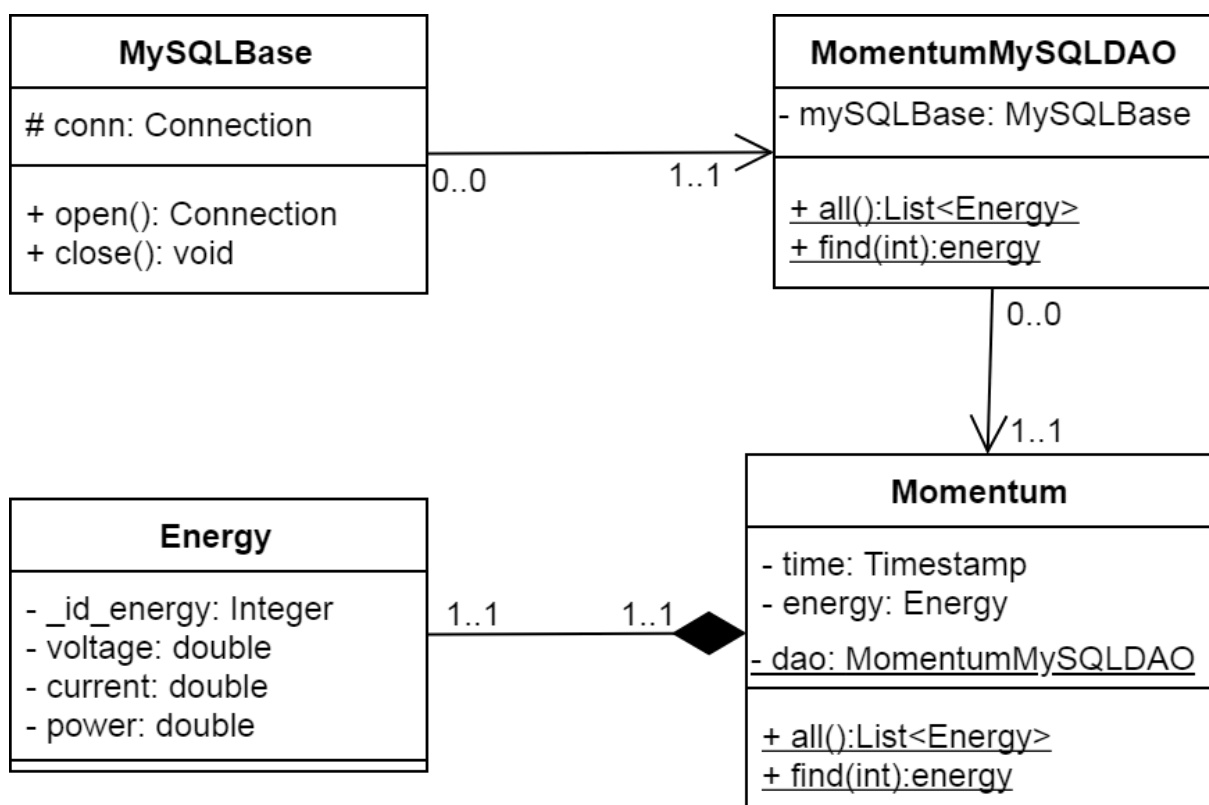 MySQLBase
# conn: Connection
+ open(): Connection
+ close(): void
0..0
1..1
MomentumMySQLDAO
- mySQLBase: MySQLBase
+ all():List<Energy>
+ find(int):energy
0..0
1..1
Momentum
- time: Timestamp
- energy: Energy
- dao: MomentumMySQLDAO
+ all():List<Energy>
+ find(int):energy
Energy
- _id_energy: Integer
- voltage: double
- current: double
- power: double
1..1
1..1